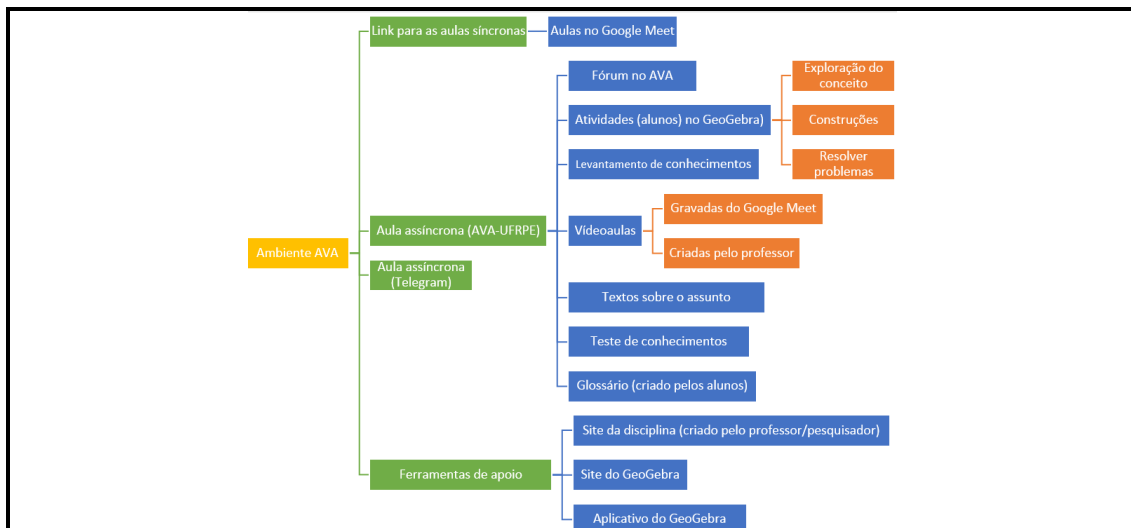 Ambiente AVA
Link para as aulas síncronas
Aulas no Google Meet
Aula assíncrona (AVA-UFRPE)
Fórum no AVA
Atividades (alunos) no GeoGebra)
Exploração do
conceito
Construções
Resolver
problemas
Levantamento de conhecimentos
Vídeoaulas
Gravadas do Google Meet
Criadas pelo professor
Textos sobre o assunto
Teste de conhecimentos
Glossário (criado pelos alunos)
Aula assíncrona
(Telegram)
Ferramentas de apoio
Site da disciplina (criado pelo professor/pesquisador)
Site do GeoGebra
Aplicativo do GeoGebra